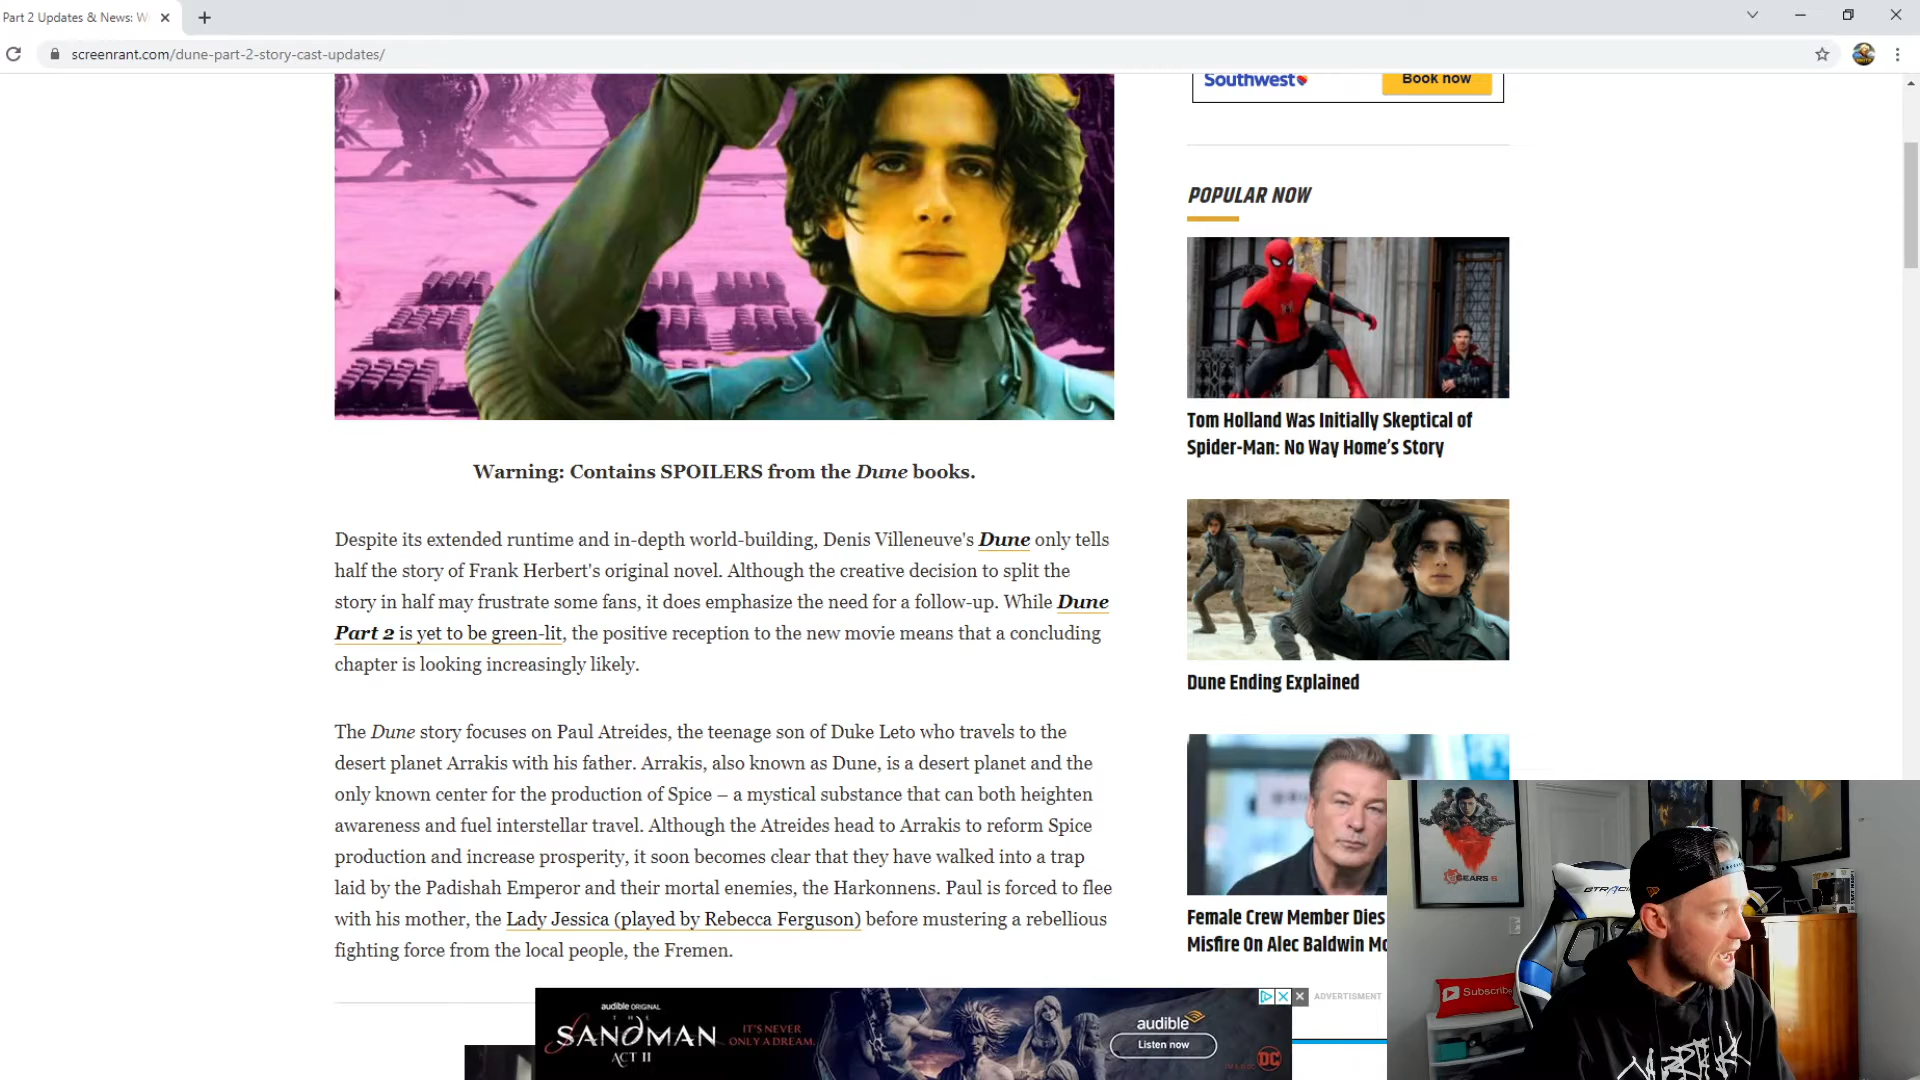 Part 2 Updates & News: W
screenrant.com/dune-part-2-story-cast-updates/
Southwest
Book now
POPULAR NOW
Tom Holland Was Initially Skeptical of
Spider-Man: No Way Home's Story
Dune Ending Explained
Female Crew Member Dies
Misfire On Alec Baldwin Mo
Warning: Contains SPOILERS from the Dune books.
Despite its extended runtime and in-depth world-building, Denis Villeneuve's Dune only tells
half the story of Frank Herbert's original novel. Although the creative decision to split the
story in half may frustrate some fans, it does emphasize the need for a follow-up. While Dune
Part 2 is yet to be green-lit, the positive reception to the new movie means that a concluding
chapter is looking increasingly likely.
The Dune story focuses on Paul Atreides, the teenage son of Duke Leto who travels to the
desert planet Arrakis with his father. Arrakis, also known as Dune, is a desert planet and the
only known center for the production of Spice – a mystical substance that can both heighten
awareness and fuel interstellar travel. Although the Atreides head to Arrakis to reform Spice
production and increase prosperity, it soon becomes clear that they have walked into a trap
laid by the Padishah Emperor and their mortal enemies, the Harkonnens. Paul is forced to flee
with his mother, the Lady Jessica (played by Rebecca Ferguson) before mustering a rebellious
fighting force from the local people, the Fremen.
ADVERTISMENT
audible ORIGINAL
THE
SANDMAN
ACT II
IT'S NEVER
ONLY A DREAM.
audible
Listen now
DC
GEARS 5
GTRACING
Subscribe